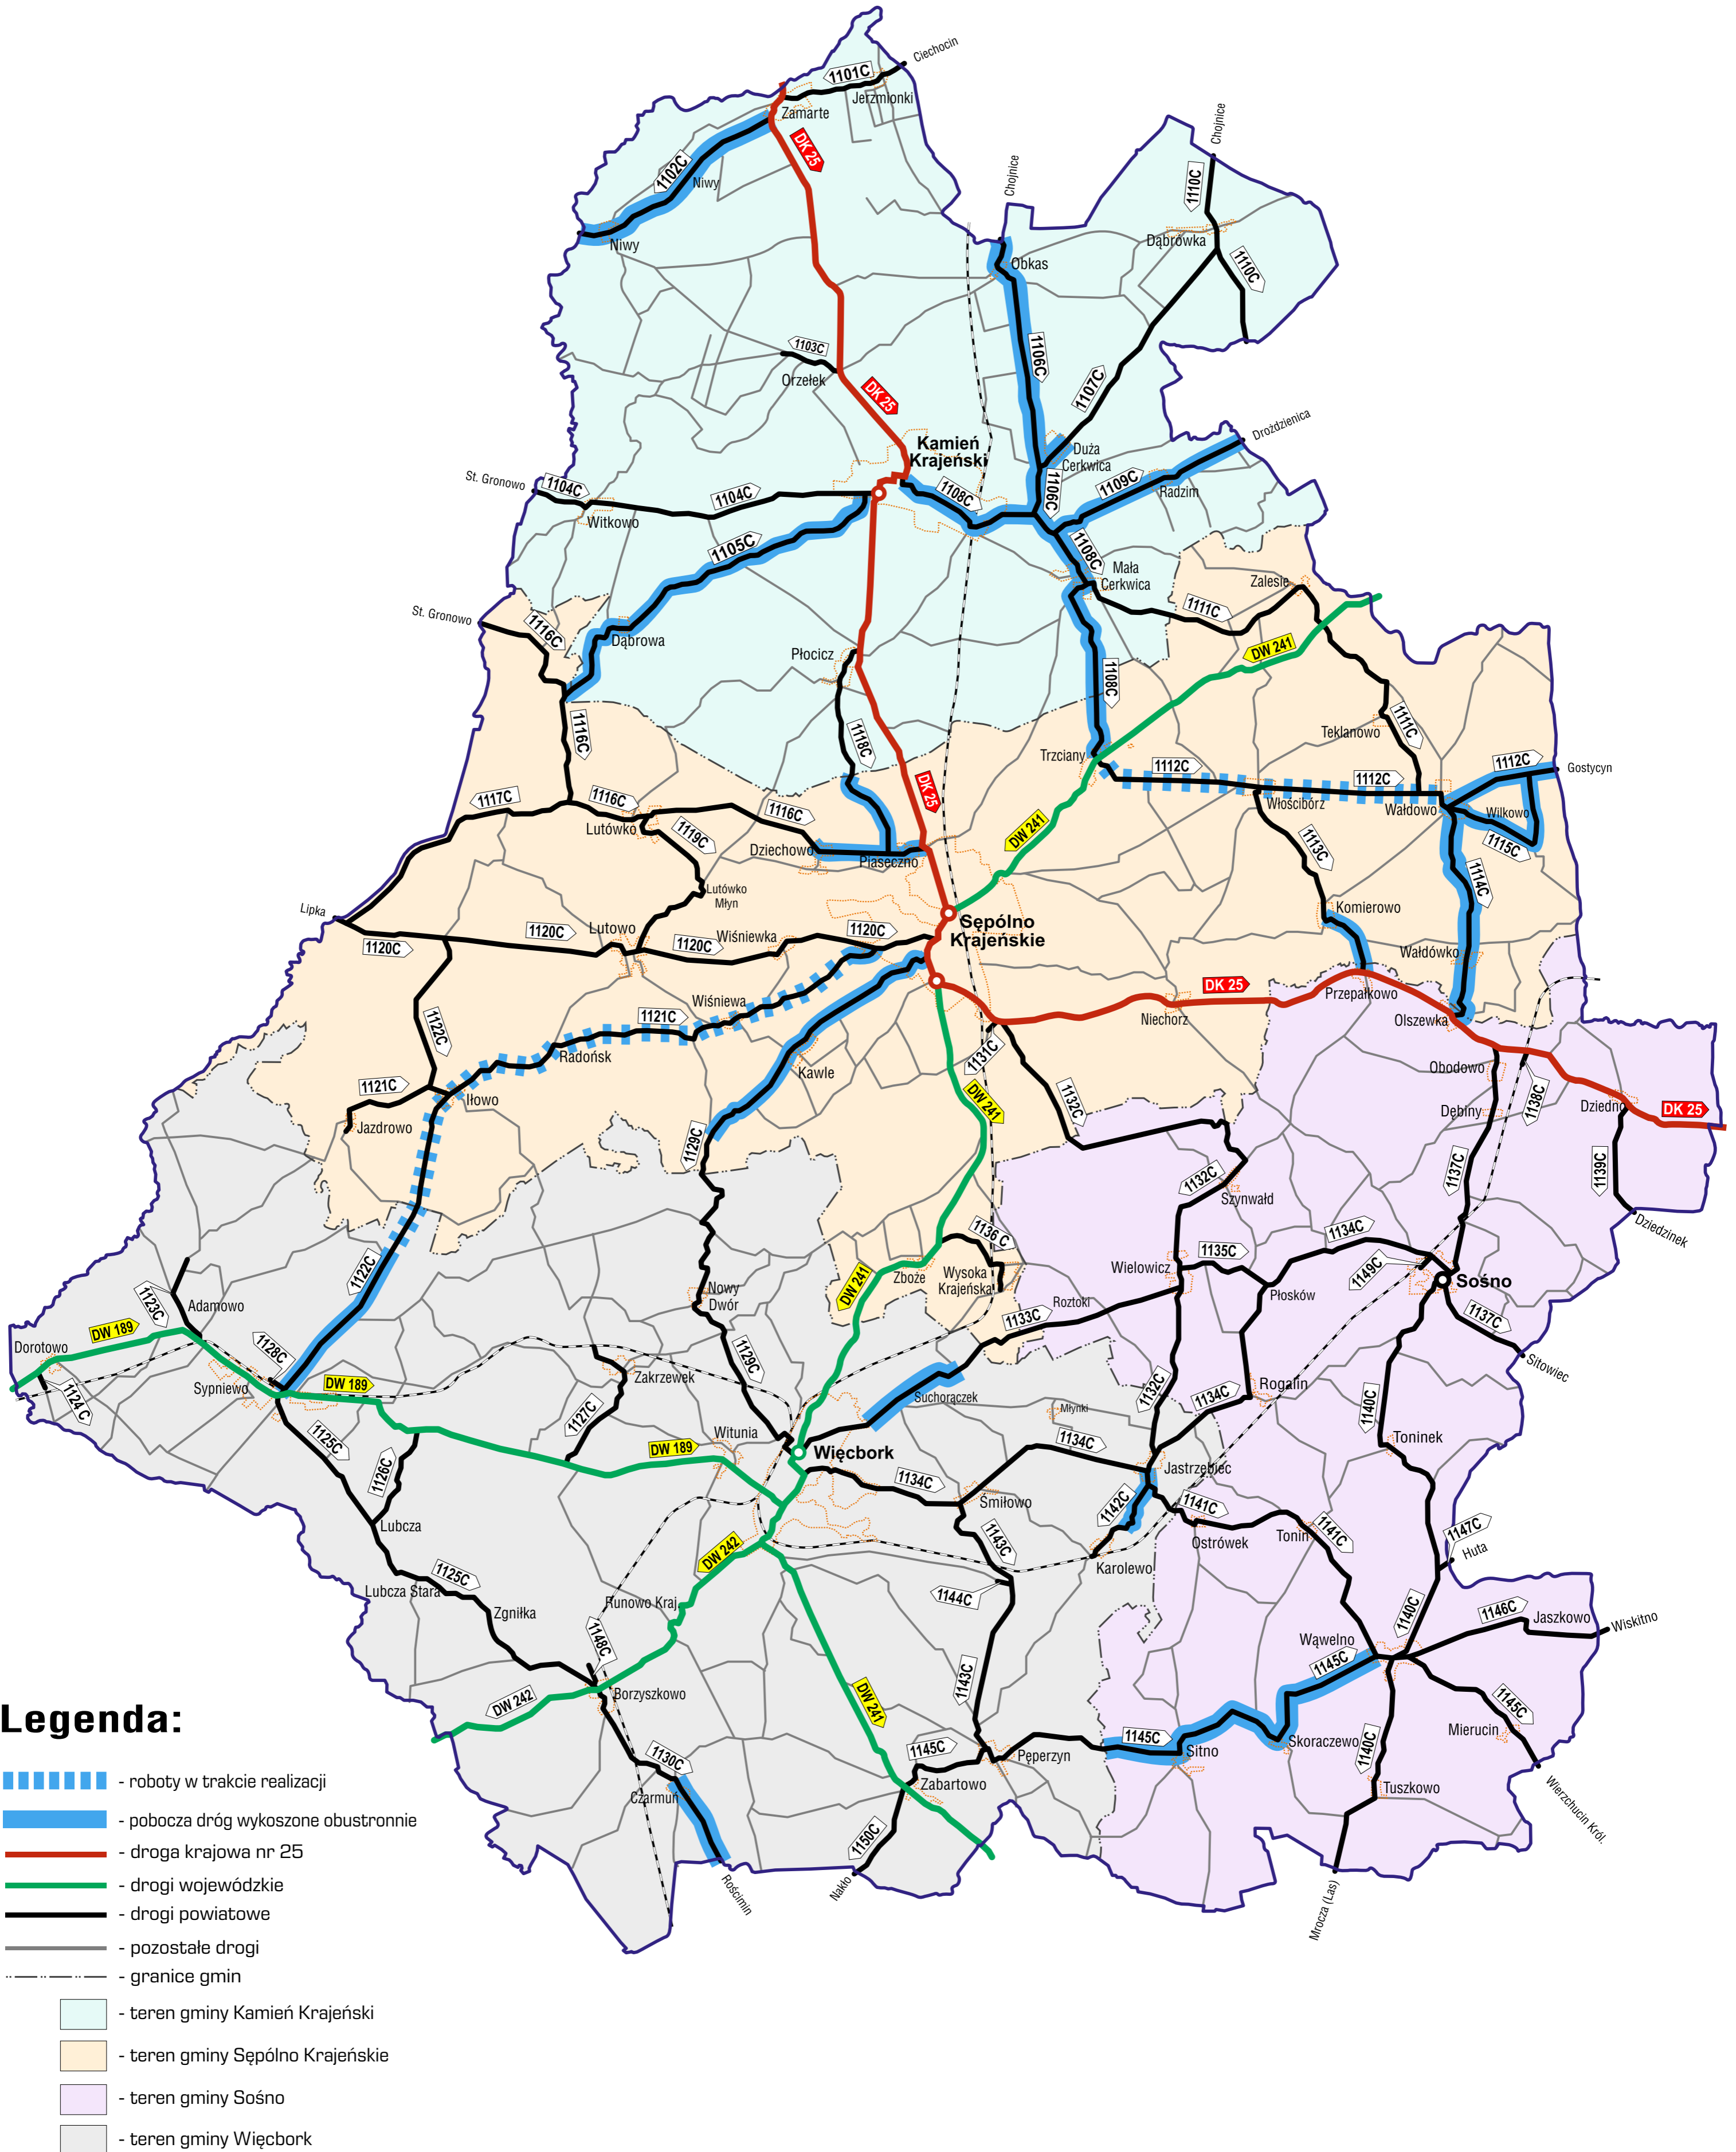 Ciechocin
1101C
Jerzmionki
Zamarte
DK 25
1102C
Niwy
Niwy
Chojnice
1110C
Dąbrówka
1110C
Chojnice
Obkas
1106C
1103C
Orzełek
1107C
DK 25
Kamień
Krajeński
Duża
Cerkwica
Drożdzienica
St. Gronowo
1104C
1104C
Witkowo
1108C
1106C
1109C
Radzim
1105C
1108C
Mała
Cerkwica
Zalesie
St. Gronowo
1116C
Dąbrowa
1111C
DW 241
Płocicz
1108C
1116C
1118C
Teklanowo
1111C
Trzciany
1112C
1112C
1112C
Gostycyn
DK 25
1117C
1116C
Lutówko
1116C
1119C
Dziechowo
Piaseczno
DW 241
Włościbórz
Wałdowo
Wilkowo
1115C
1113C
1114C
Lutówko
Młyn
Lipka
Komierowo
1120C
1120C
Lutowo
1120C
Wiśniewka
1120C
Sępólno
Krajeńskie
Wałdówko
DK 25
Przepałkowo
Wiśniewa
1121C
Niechorz
Olszewka
1122C
Radońsk
Kawle
1131C
Obodowo
1121C
Iłowo
Jazdrowo
DW 241
1132C
1138C
Dębiny
Dziedno
DK 25
1129C
1137C
1139C
1132C
Szynwałd
Dziedzinek
1136 C
1134C
1122C
Zboże
Wysoka
Krajeńska
Wielowicz
1135C
1149C
Sośno
1123C
Adamowo
Nowy
Dwór
DW 241
Roztoki
Płosków
DW 189
Dorotowo
1133C
1137C
Sitowiec
1128C
1129C
1124 C
Sypniewo
DW 189
Zakrzewek
Suchorączek
1132C
Rogalin
1134C
1140C
1127C
Młynki
1125C
Witunia
DW 189
Więcbork
1134C
Toninek
1126C
1134C
Jastrzębiec
Śmiłowo
1142C
1141C
Lubcza
1143C
Ostrówek
Tonin
1141C
1147C
Huta
DW 242
Karolewo
Lubcza Stara
1125C
Zgniłka
Runowo Kraj.
1144C
1140C
1146C
Jaszkowo
Wiskitno
1148C
Wąwelno
1145C
1143C
Borzyszkowo
DW 242
DW 241
1145C
Mierucin
1145C
Sitno
Skoraczewo
1140C
1145C
Pęperzyn
1130C
Czarmuń
Zabartowo
Tuszkowo
Wierzchucin Król.
1150C
Nakło
Rościmin
Mrocza (Las)
Legenda:
- roboty w trakcie realizacji
- pobocza dróg wykoszone obustronnie
- droga krajowa nr 25
- drogi wojewódzkie
- drogi powiatowe
- pozostałe drogi
- granice gmin
- teren gminy Kamień Krajeński
- teren gminy Sępólno Krajeńskie
- teren gminy Sośno
- teren gminy Więcbork